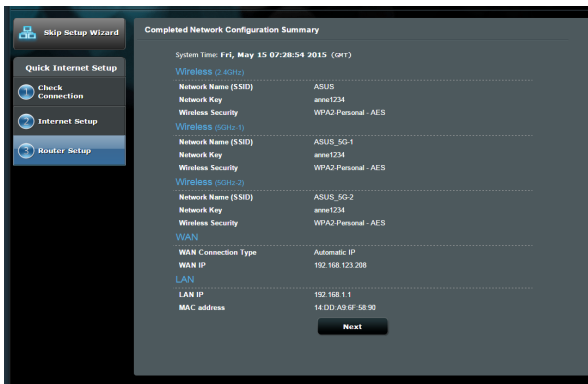 Skip Setup Wizard
Quick Internet Setup
1 Check
Connection
2 Internet Setup
3 Router Setup
Completed Network Configuration Summary
System Time: Fri, May 15 07:28:54 2015 (GMT)
Wireless (2.4GHz)
Network Name (SSID) ASUS
Network Key anne1234
Wireless Security WPA2-Personal - AES
Wireless (5GHz-1)
Network Name (SSID) ASUS_5G-1
Network Key anne1234
Wireless Security WPA2-Personal - AES
Wireless (5GHz-2)
Network Name (SSID) ASUS_5G-2
Network Key anne1234
Wireless Security WPA2-Personal - AES
WAN
WAN Connection Type Automatic IP
WAN IP 192.168.123.208
LAN
LAN IP 192.168.1.1
MAC address 14:DD:A9:6F:58:90
Next